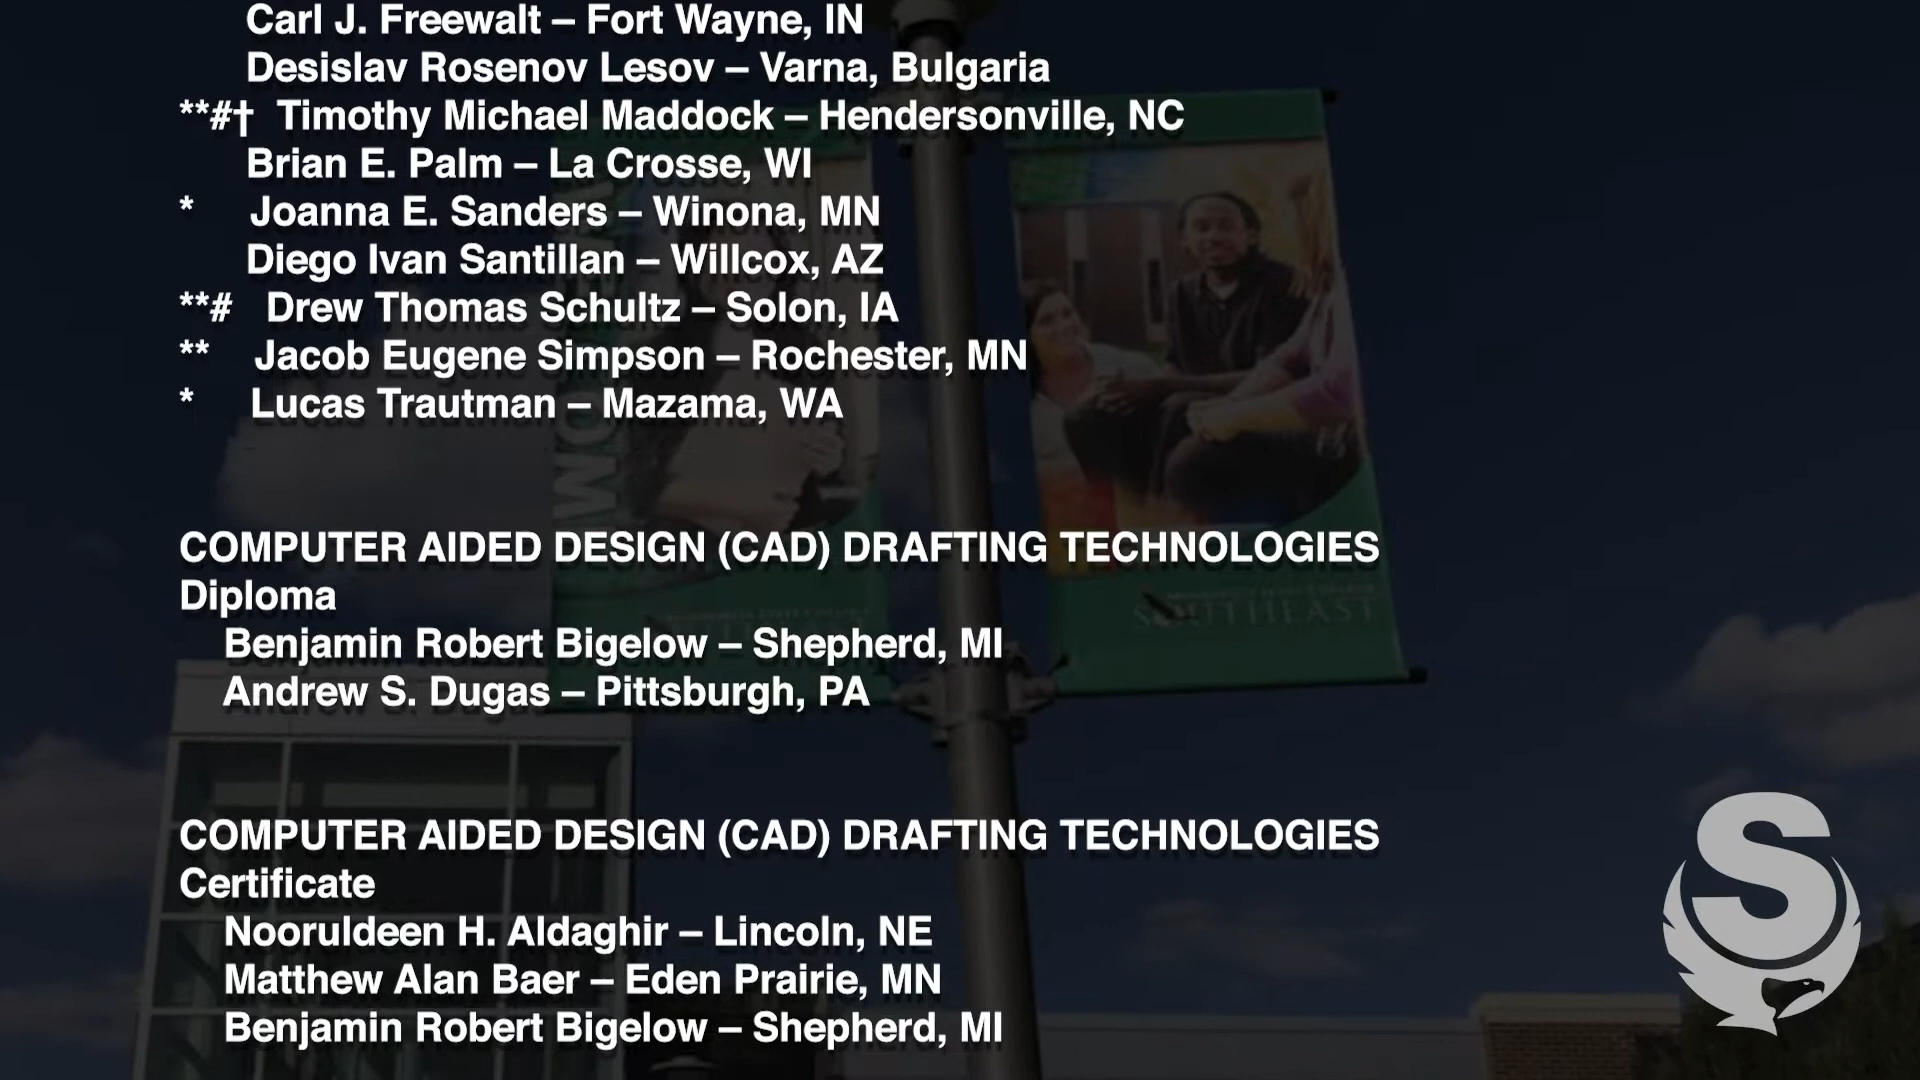 Carl J. Freewalt – Fort Wayne, IN
Desislav Rosenov Lesov – Varna, Bulgaria
**#† Timothy Michael Maddock – Hendersonville, NC
Brian E. Palm – La Crosse, WI
* Joanna E. Sanders – Winona, MN
Diego Ivan Santillan – Willcox, AZ
**# Drew Thomas Schultz – Solon, IA
** Jacob Eugene Simpson – Rochester, MN
* Lucas Trautman – Mazama, WA
COMPUTER AIDED DESIGN (CAD) DRAFTING TECHNOLOGIES
Diploma
Benjamin Robert Bigelow – Shepherd, MI
Andrew S. Dugas – Pittsburgh, PA
COMPUTER AIDED DESIGN (CAD) DRAFTING TECHNOLOGIES
Certificate
Nooruldeen H. Aldaghir – Lincoln, NE
Matthew Alan Baer – Eden Prairie, MN
Benjamin Robert Bigelow – Shepherd, MI
SOUTHEAST
S